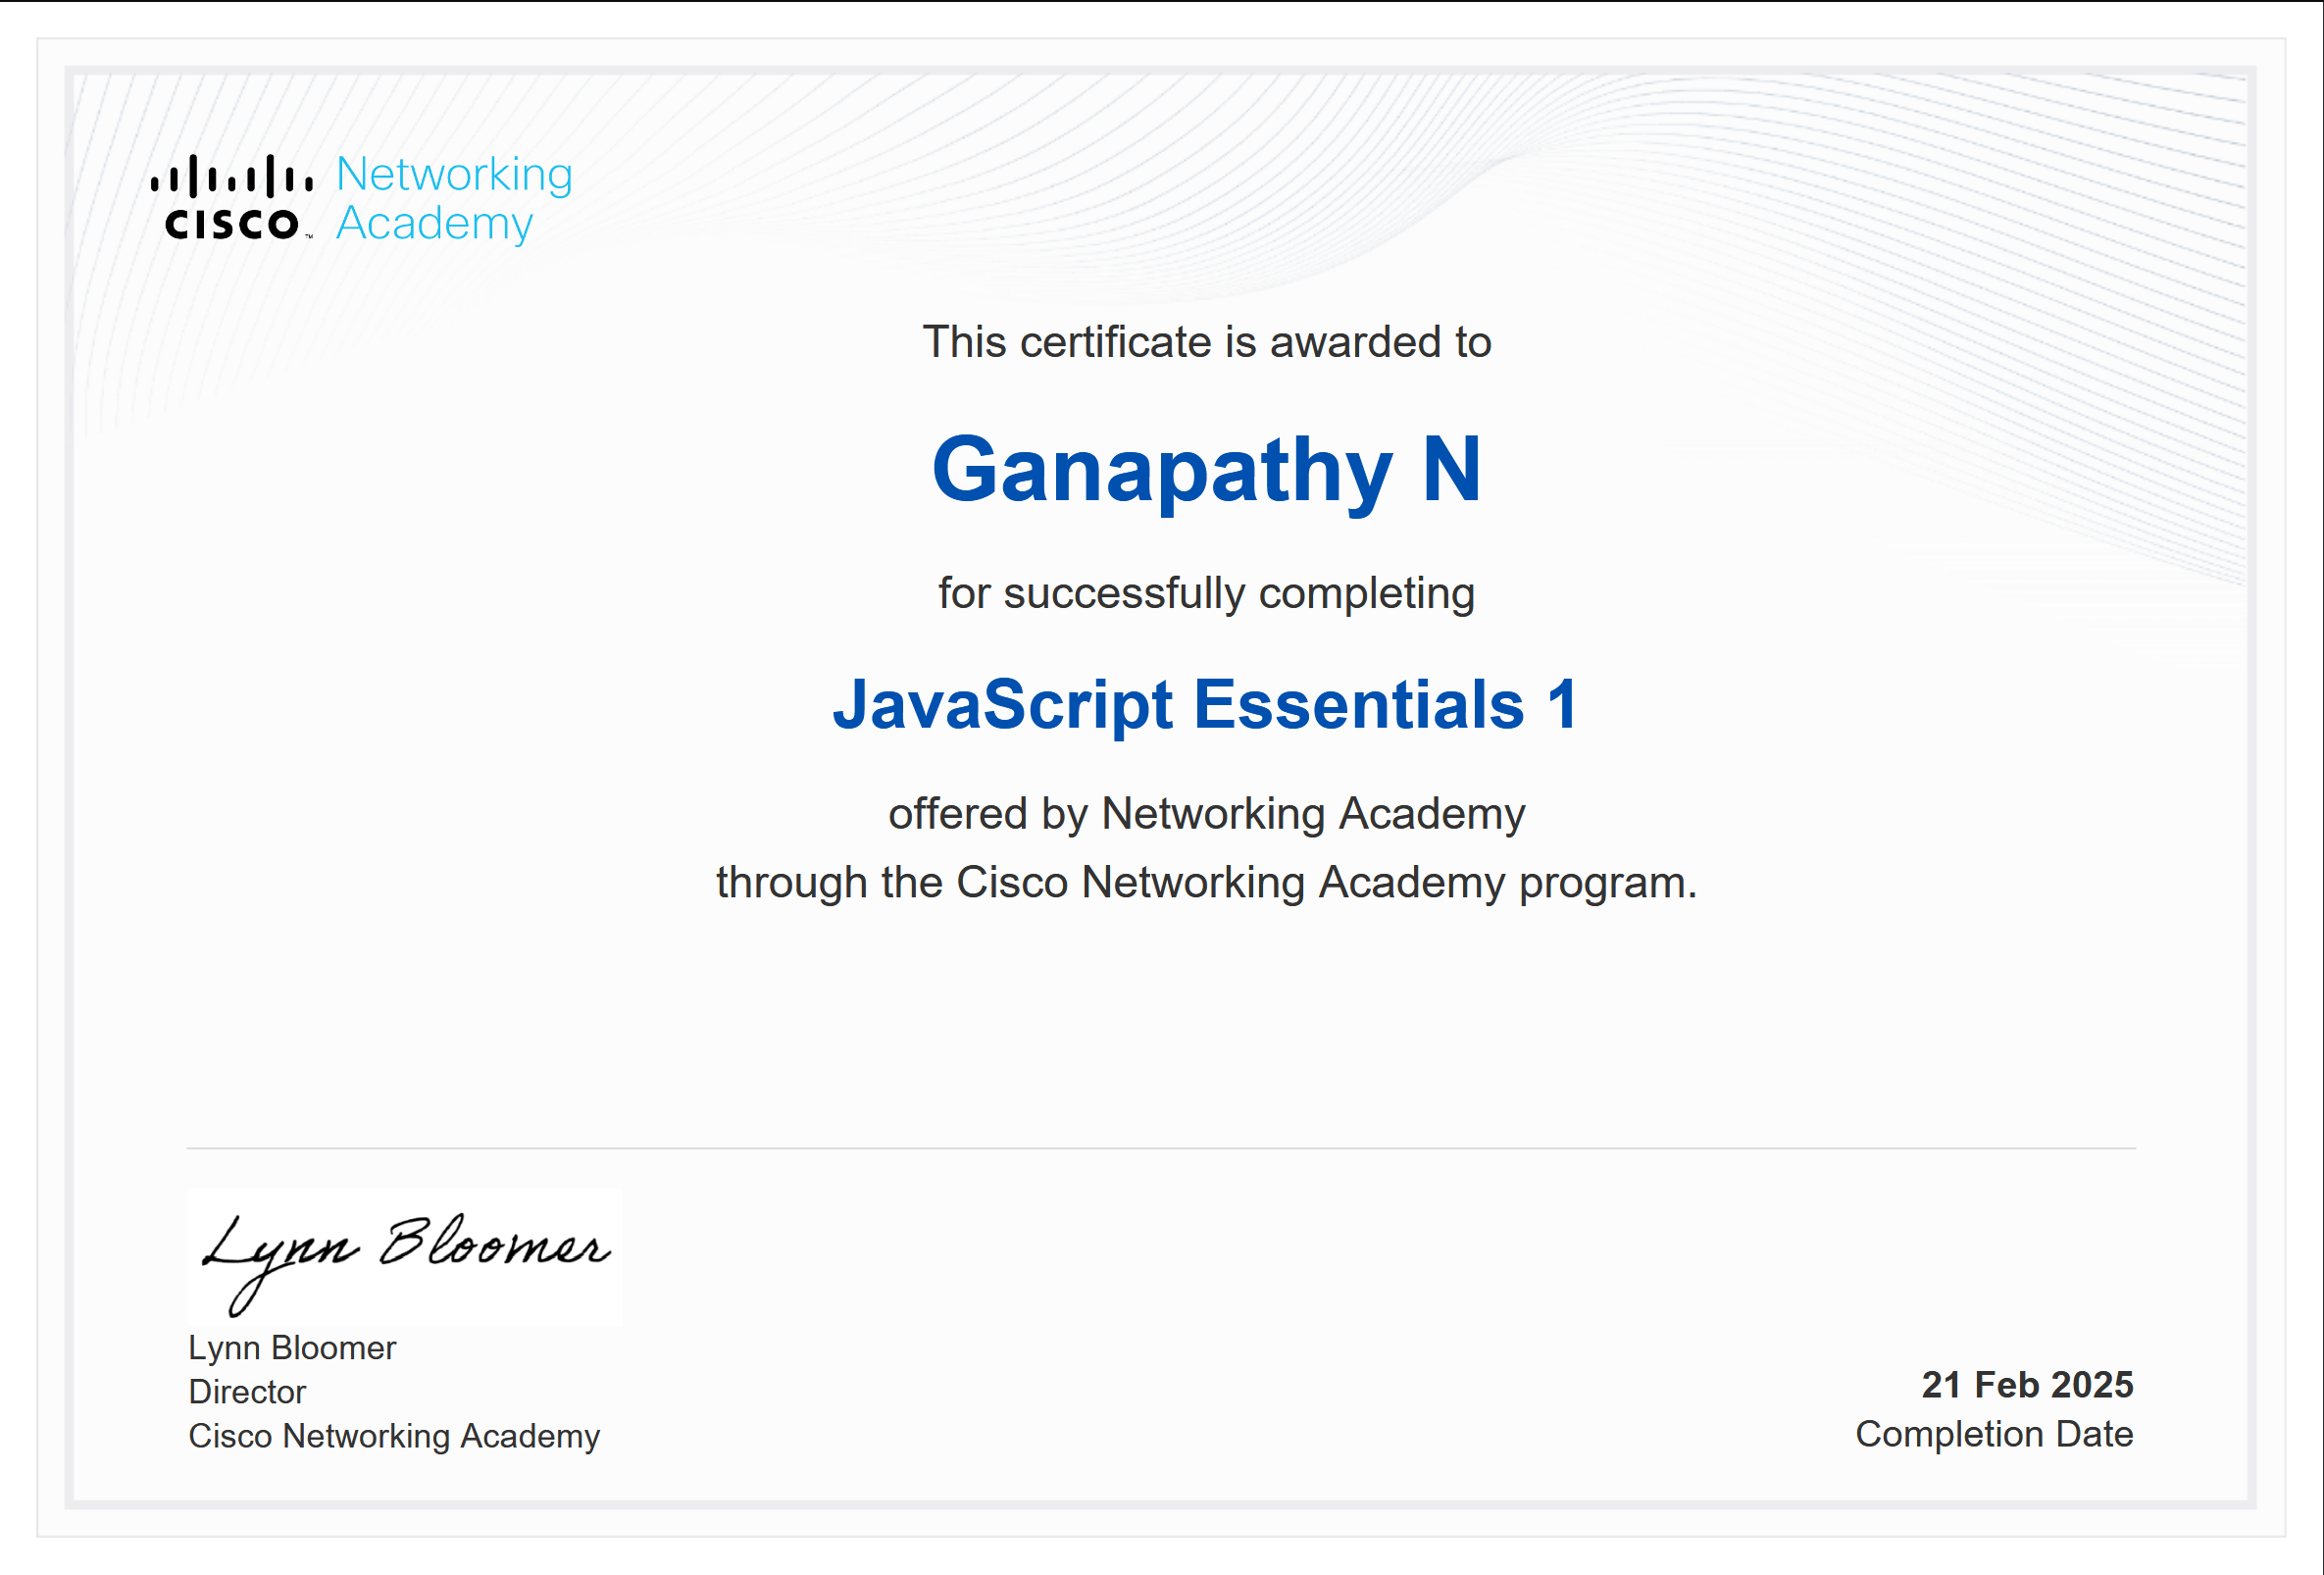 CISCO™
Networking
Academy
This certificate is awarded to
Ganapathy N
for successfully completing
JavaScript Essentials 1
offered by Networking Academy
through the Cisco Networking Academy program.
Lynn Bloomer
Lynn Bloomer
Director
Cisco Networking Academy
21 Feb 2025
Completion Date